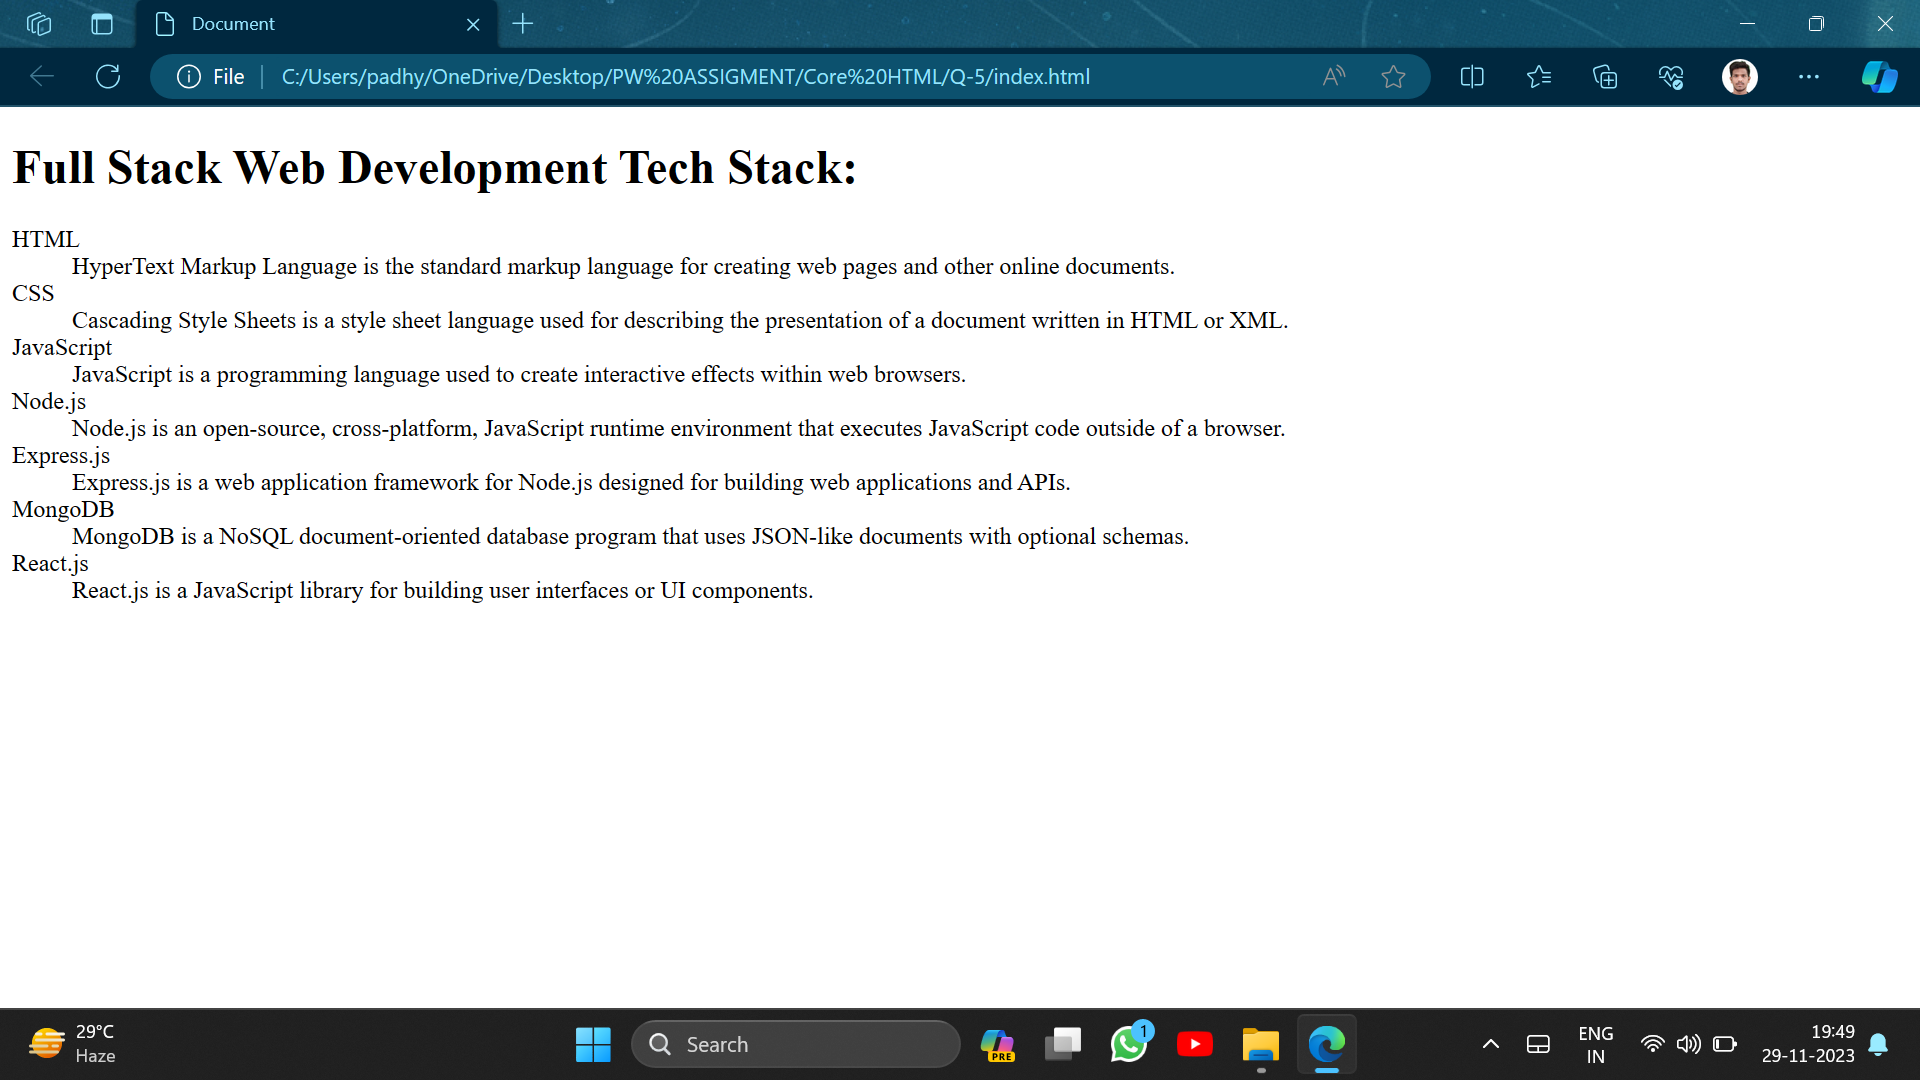 Document
File
C:/Users/padhy/OneDrive/Desktop/PW%20ASSIGMENT/Core%20HTML/Q-5/index.html
Full Stack Web Development Tech Stack:
HTML
HyperText Markup Language is the standard markup language for creating web pages and other online documents.
CSS
Cascading Style Sheets is a style sheet language used for describing the presentation of a document written in HTML or XML.
JavaScript
JavaScript is a programming language used to create interactive effects within web browsers.
Node.js
Node.js is an open-source, cross-platform, JavaScript runtime environment that executes JavaScript code outside of a browser.
Express.js
Express.js is a web application framework for Node.js designed for building web applications and APIs.
MongoDB
MongoDB is a NoSQL document-oriented database program that uses JSON-like documents with optional schemas.
React.js
React.js is a JavaScript library for building user interfaces or UI components.
29°C
Haze
Search
PRE
1
ENG
IN
19:49
29-11-2023